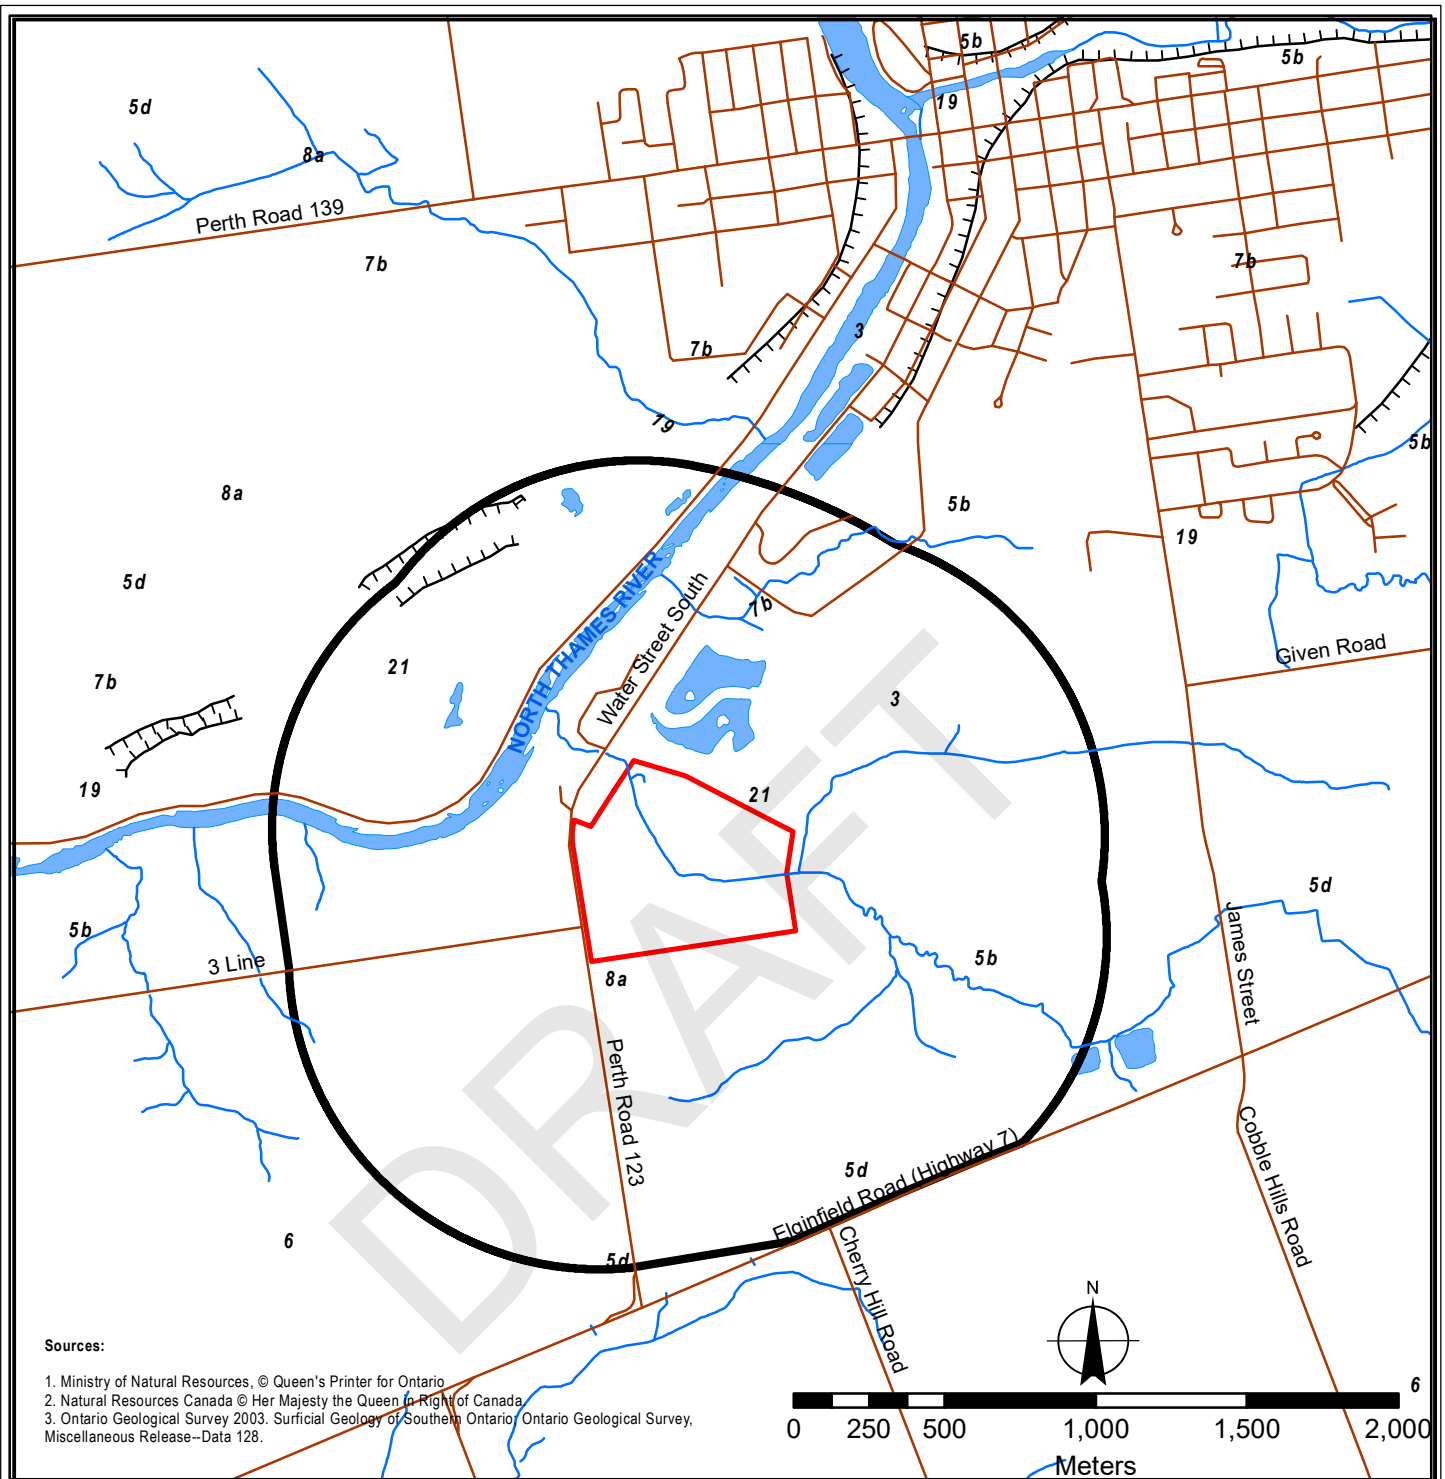 5b
5b
5d
19
8a
Perth Road 139
7b
7b
3
7b
19
5b
8a
5b
19
5d
7b
NORTH THAMES RIVER
Water Street South
Given Road
21
7b
3
19
21
5d
5b
James Street
3 Line
5b
8a
Perth Road 123
Cobble Hills Road
Elginfield Road (Highway 7)
5d
6
5d
Cherry Hill Road
DRAFT
N
Sources:
1. Ministry of Natural Resources, © Queen's Printer for Ontario
2. Natural Resources Canada © Her Majesty the Queen in Right of Canada.
3. Ontario Geological Survey 2003. Surficial Geology of Southern Ontario; Ontario Geological Survey,
Miscellaneous Release--Data 128.
6
0 250 500 1,000 1,500 2,000
Meters